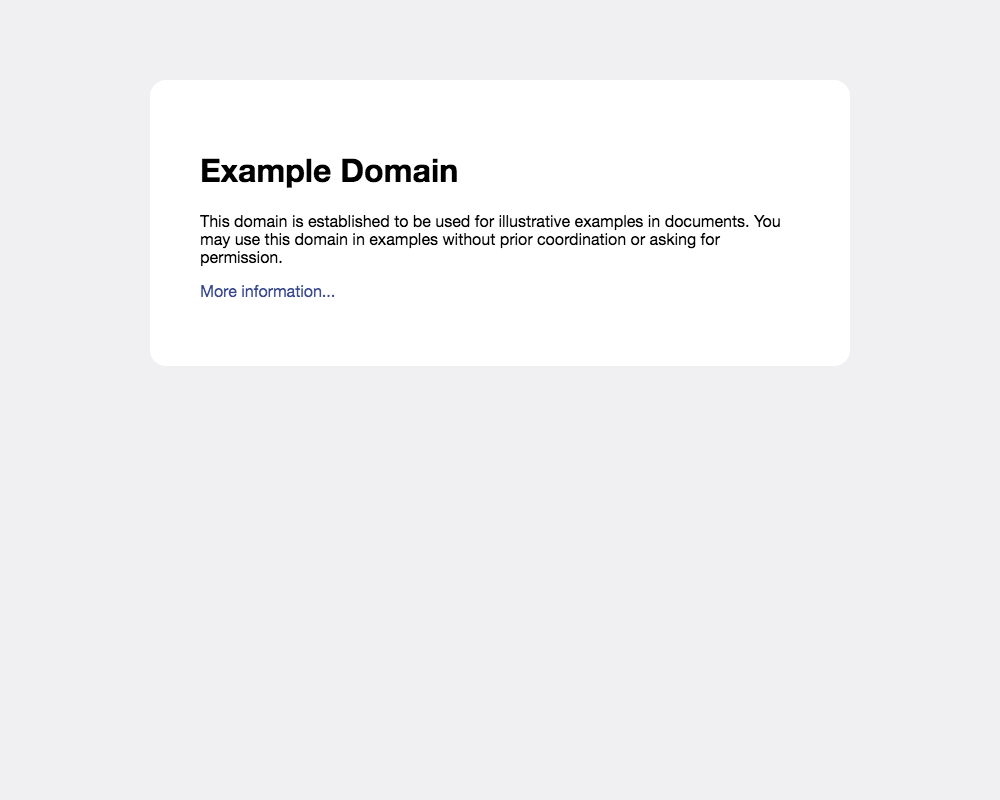 Example Domain
This domain is established to be used for illustrative examples in documents. You
may use this domain in examples without prior coordination or asking for
permission.
More information...